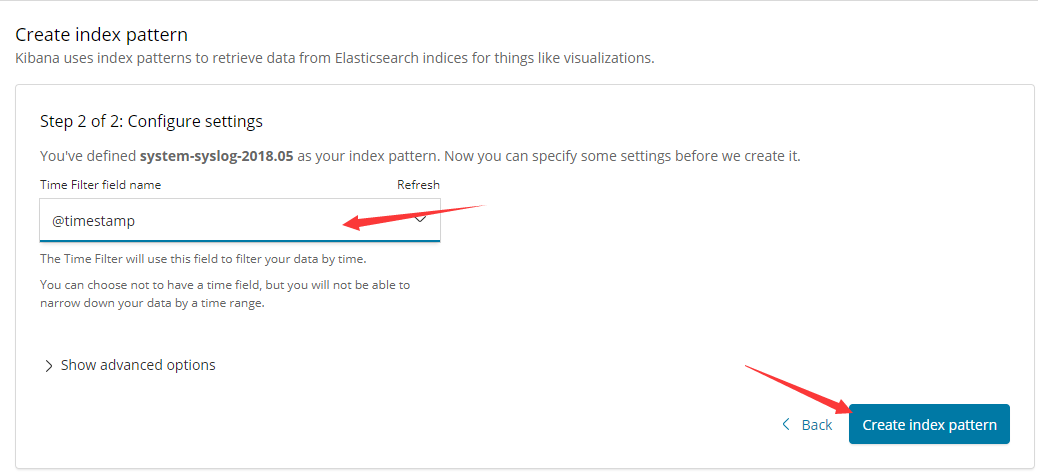 Create index pattern
Kibana uses index patterns to retrieve data from Elasticsearch indices for things like visualizations.
Step 2 of 2: Configure settings
You've defined system-syslog-2018.05 as your index pattern. Now you can specify some settings before we create it.
Time Filter field name Refresh
@timestamp
The Time Filter will use this field to filter your data by time.
You can choose not to have a time field, but you will not be able to
narrow down your data by a time range.
Show advanced options
Back Create index pattern